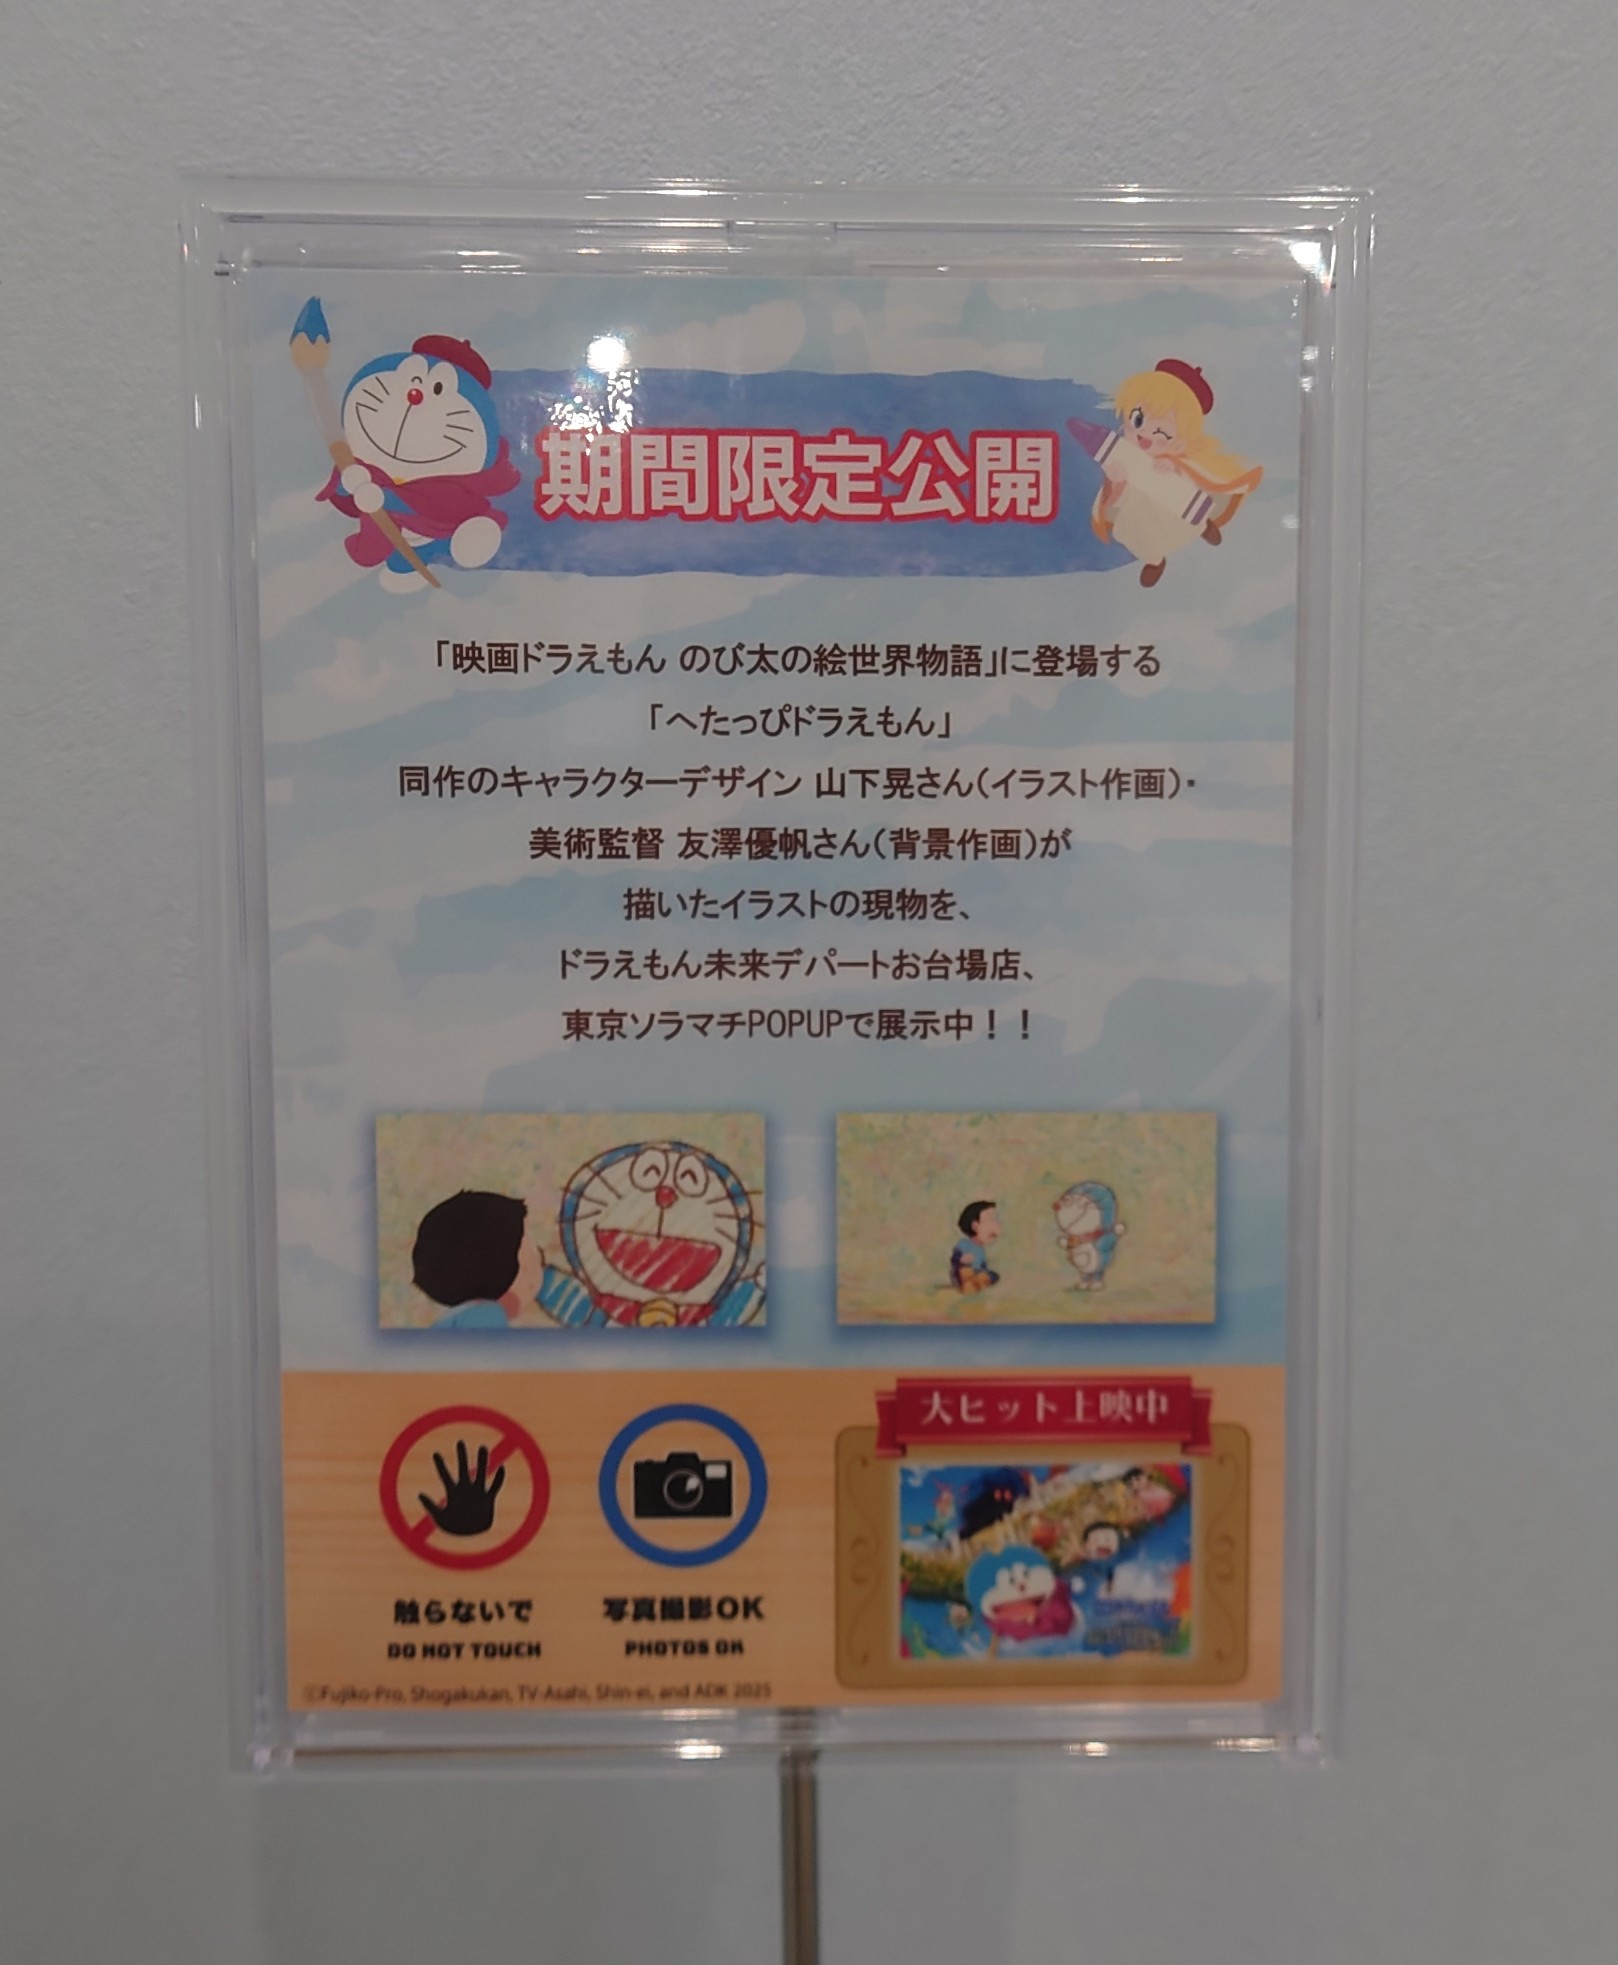 期間限定公開
「映画ドラえもん のび太の絵世界物語」に登場する
「へたっぴドラえもん」
同作のキャラクターデザイン 山下晃さん(イラスト作画)・
美術監督 友澤優帆さん(背景作画)が
描いたイラストの現物を、
ドラえもん未来デパートお台場店、
東京ソラマチPOPUPで展示中！！
大ヒット上映中
触らないで
DO NOT TOUCH
写真撮影OK
PHOTOS OK
©Fujiko-Pro, Shogakukan, TV-Asahi, Shin-ei, and ADK 2025